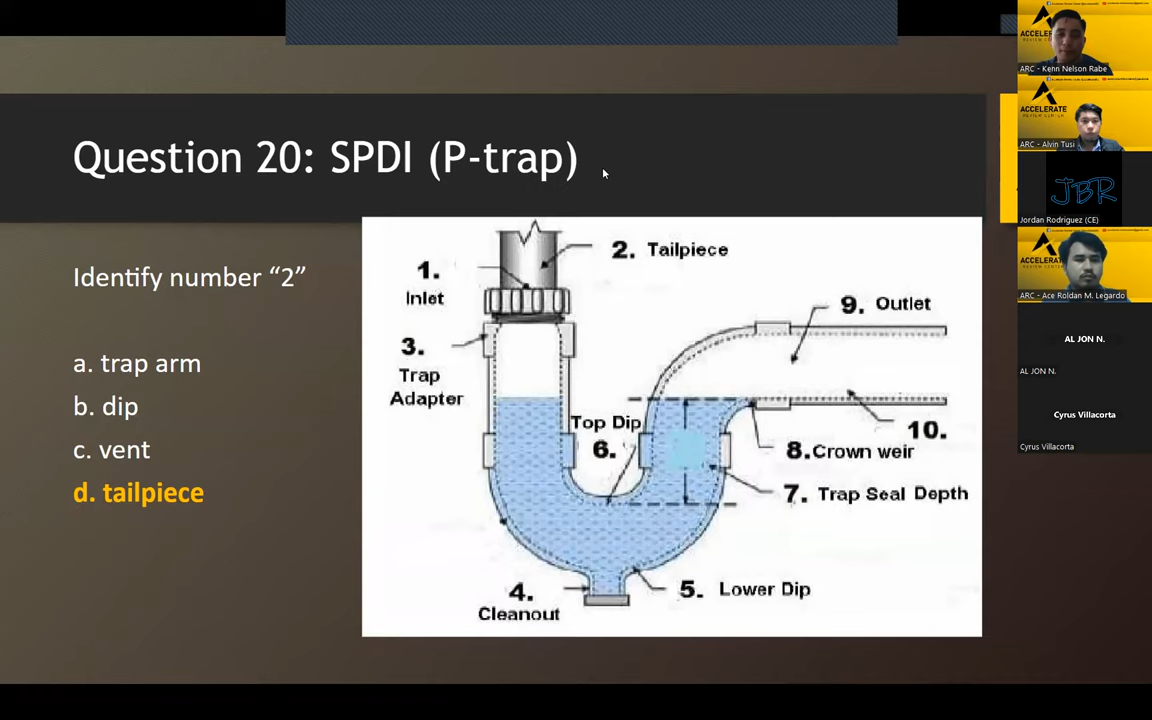 Question 20: SPDI (P-trap)
Identify number “2”
a. trap arm
b. dip
c. vent
d. tailpiece
1.
Inlet
2. Tailpiece
3.
Trap
Adapter
Top Dip
6.
9. Outlet
10.
8.Crown weir
7. Trap Seal Depth
4.
Cleanout
5. Lower Dip
ARC - Kenn Nelson Rabe
ACCELERATE
ARC - Alvin Tusi
JBR
Jordan Rodriguez (CE)
ARC - Ace Roldan M. Legardo
AL JON N.
AL JON N.
Cyrus Villacorta
Cyrus Villacorta